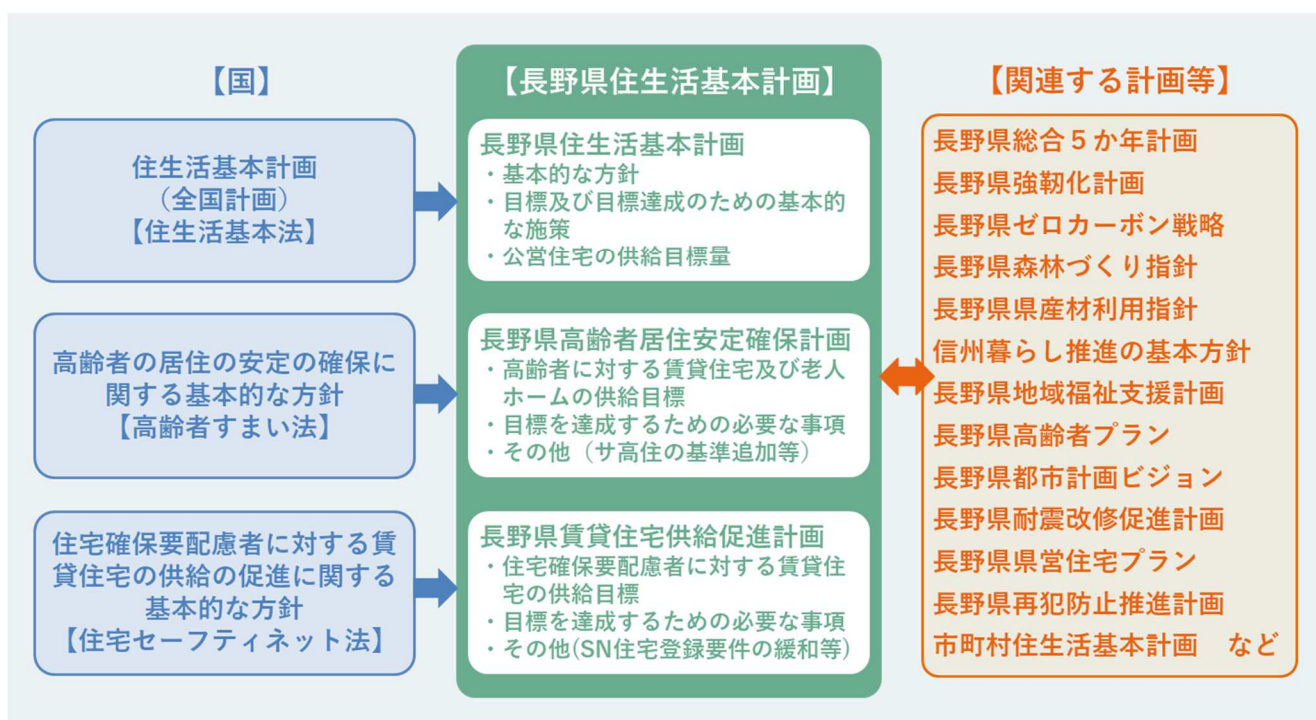 【国】
住生活基本計画
（全国計画）
【住生活基本法】
高齢者の居住の安定の確保に
関する基本的な方針
【高齢者すまい法】
住宅確保要配慮者に対する賃
貸住宅の供給の促進に関する
基本的な方針
【住宅セーフティネット法】
【長野県住生活基本計画】
長野県住生活基本計画
・基本的な方針
・目標及び目標達成のための基本的
な施策
・公営住宅の供給目標量
長野県高齢者居住安定確保計画
・高齢者に対する賃貸住宅及び老人
ホームの供給目標
・目標を達成するための必要な事項
・その他（サ高住の基準追加等）
長野県賃貸住宅供給促進計画
・住宅確保要配慮者に対する賃貸住
宅の供給目標
・目標を達成するための必要な事項
・その他(SN住宅登録要件の緩和等)
【関連する計画等】
長野県総合５か年計画
長野県強靭化計画
長野県ゼロカーボン戦略
長野県森林づくり指針
長野県県産材利用指針
信州暮らし推進の基本方針
長野県地域福祉支援計画
長野県高齢者プラン
長野県都市計画ビジョン
長野県耐震改修促進計画
長野県県営住宅プラン
長野県再犯防止推進計画
市町村住生活基本計画　など